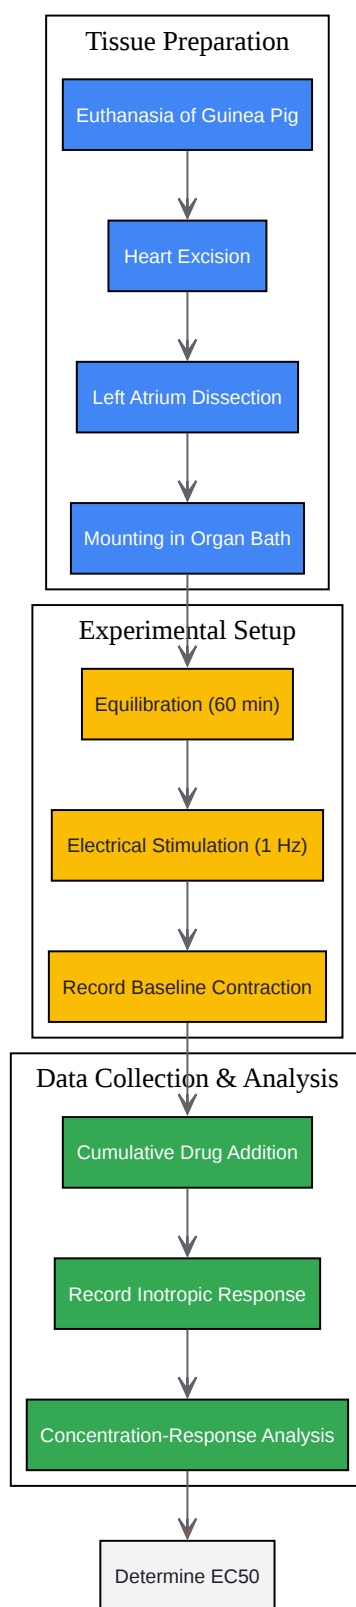 Tissue Preparation
Euthanasia of Guinea Pig
Heart Excision
Left Atrium Dissection
Mounting in Organ Bath
Experimental Setup
Equilibration (60 min)
Electrical Stimulation (1 Hz)
Record Baseline Contraction
Data Collection & Analysis
Cumulative Drug Addition
Record Inotropic Response
Concentration-Response Analysis
Determine EC50